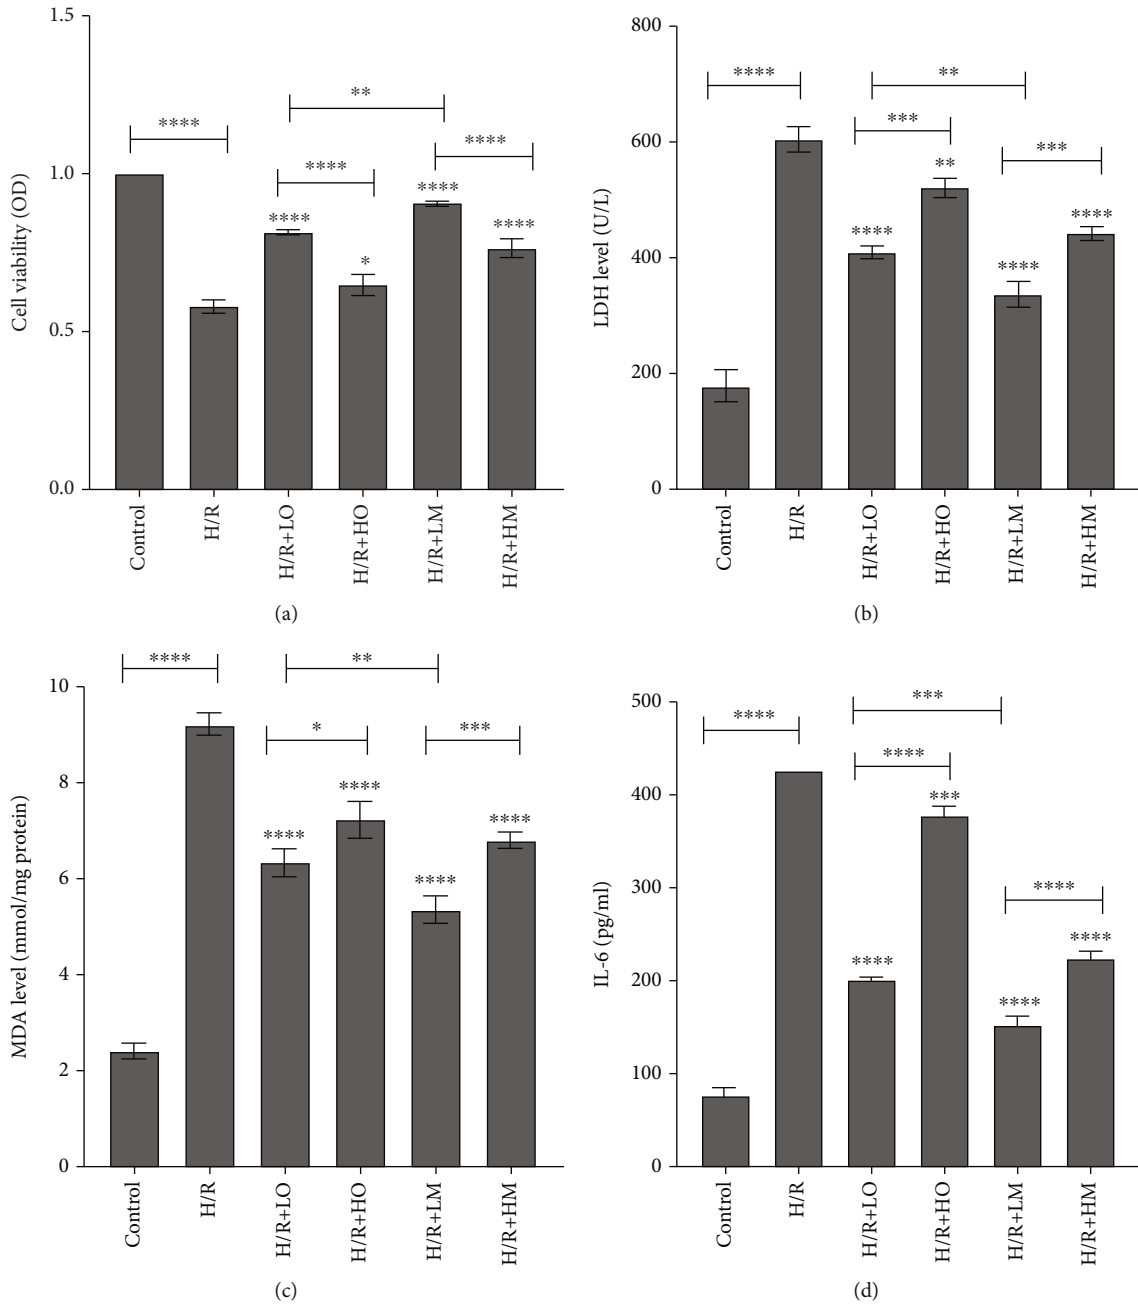 1.5
1.0
0.5
0.0
Cell viability (OD)
****
**
****
****
****
*
****
****
Control
H/R
H/R+LO
H/R+HO
H/R+LM
H/R+HM
(a)
800
600
400
200
0
LDH level (U/L)
****
**
***
***
****
**
****
****
Control
H/R
H/R+LO
H/R+HO
H/R+LM
H/R+HM
(b)
10
8
6
4
2
0
MDA level (mmol/mg protein)
****
**
*
***
****
****
****
****
Control
H/R
H/R+LO
H/R+HO
H/R+LM
H/R+HM
(c)
500
400
300
200
100
0
IL-6 (pg/ml)
****
***
****
****
****
***
****
****
Control
H/R
H/R+LO
H/R+HO
H/R+LM
H/R+HM
(d)